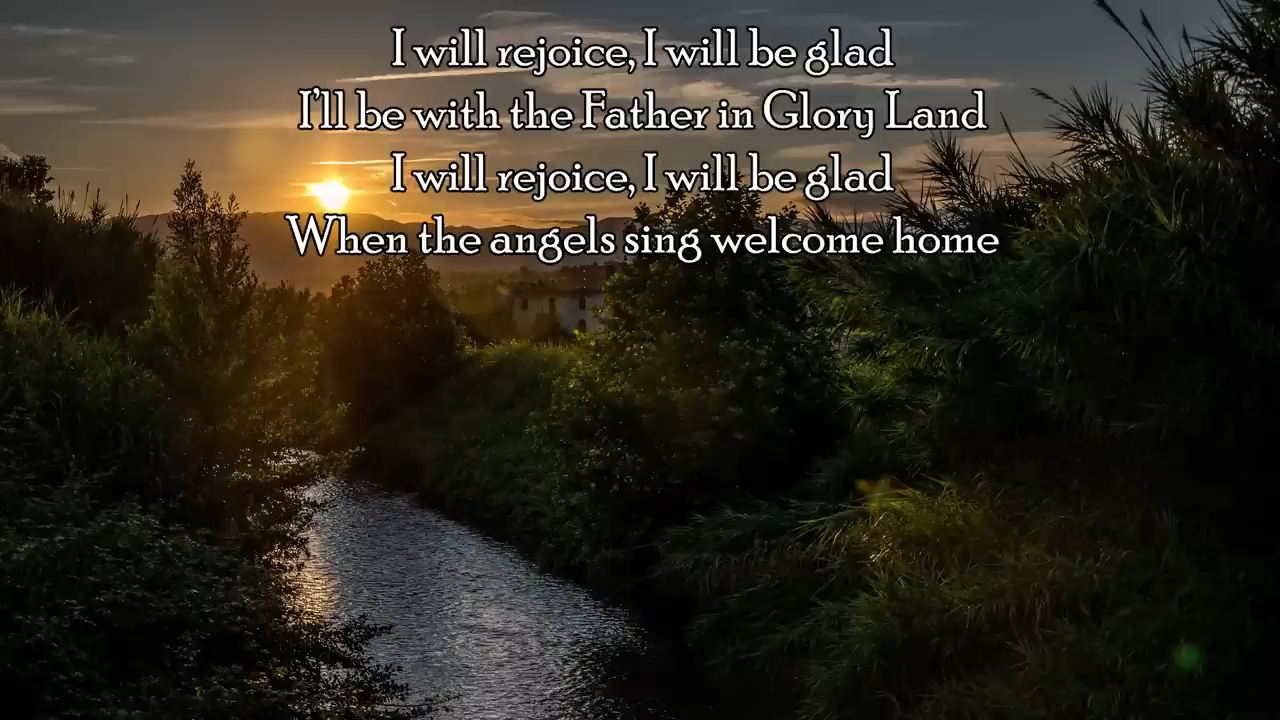 I will rejoice, I will be glad
I'll be with the Father in Glory Land
I will rejoice, I will be glad
When the angels sing welcome home